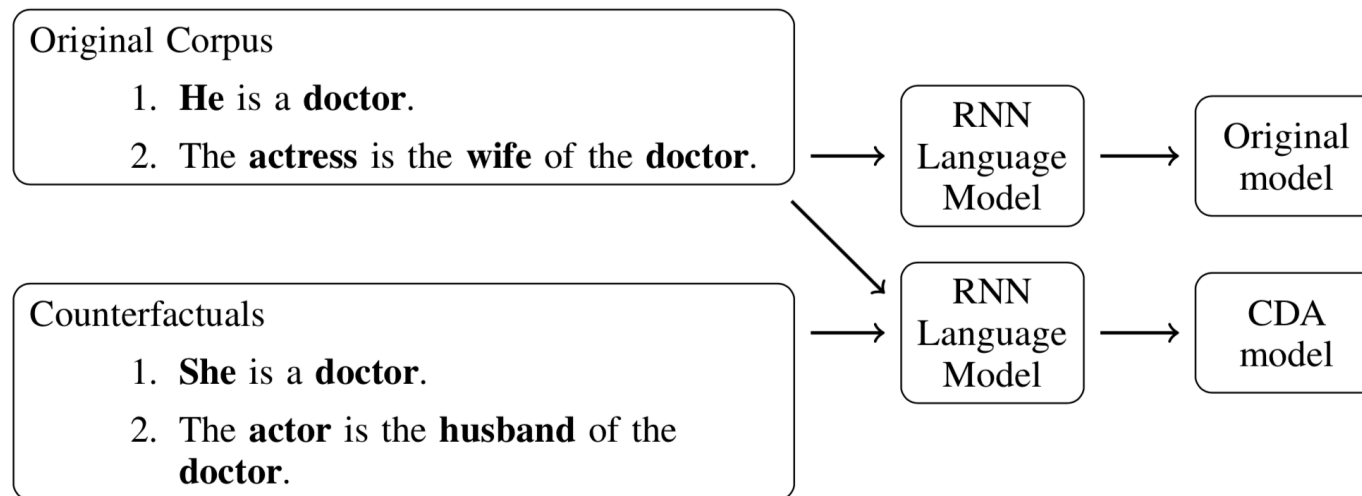 Original Corpus
1. He is a doctor.
2. The actress is the wife of the doctor.
RNN
Language
Model
Original
model
Counterfactuals
1. She is a doctor.
2. The actor is the husband of the
doctor.
RNN
Language
Model
CDA
model